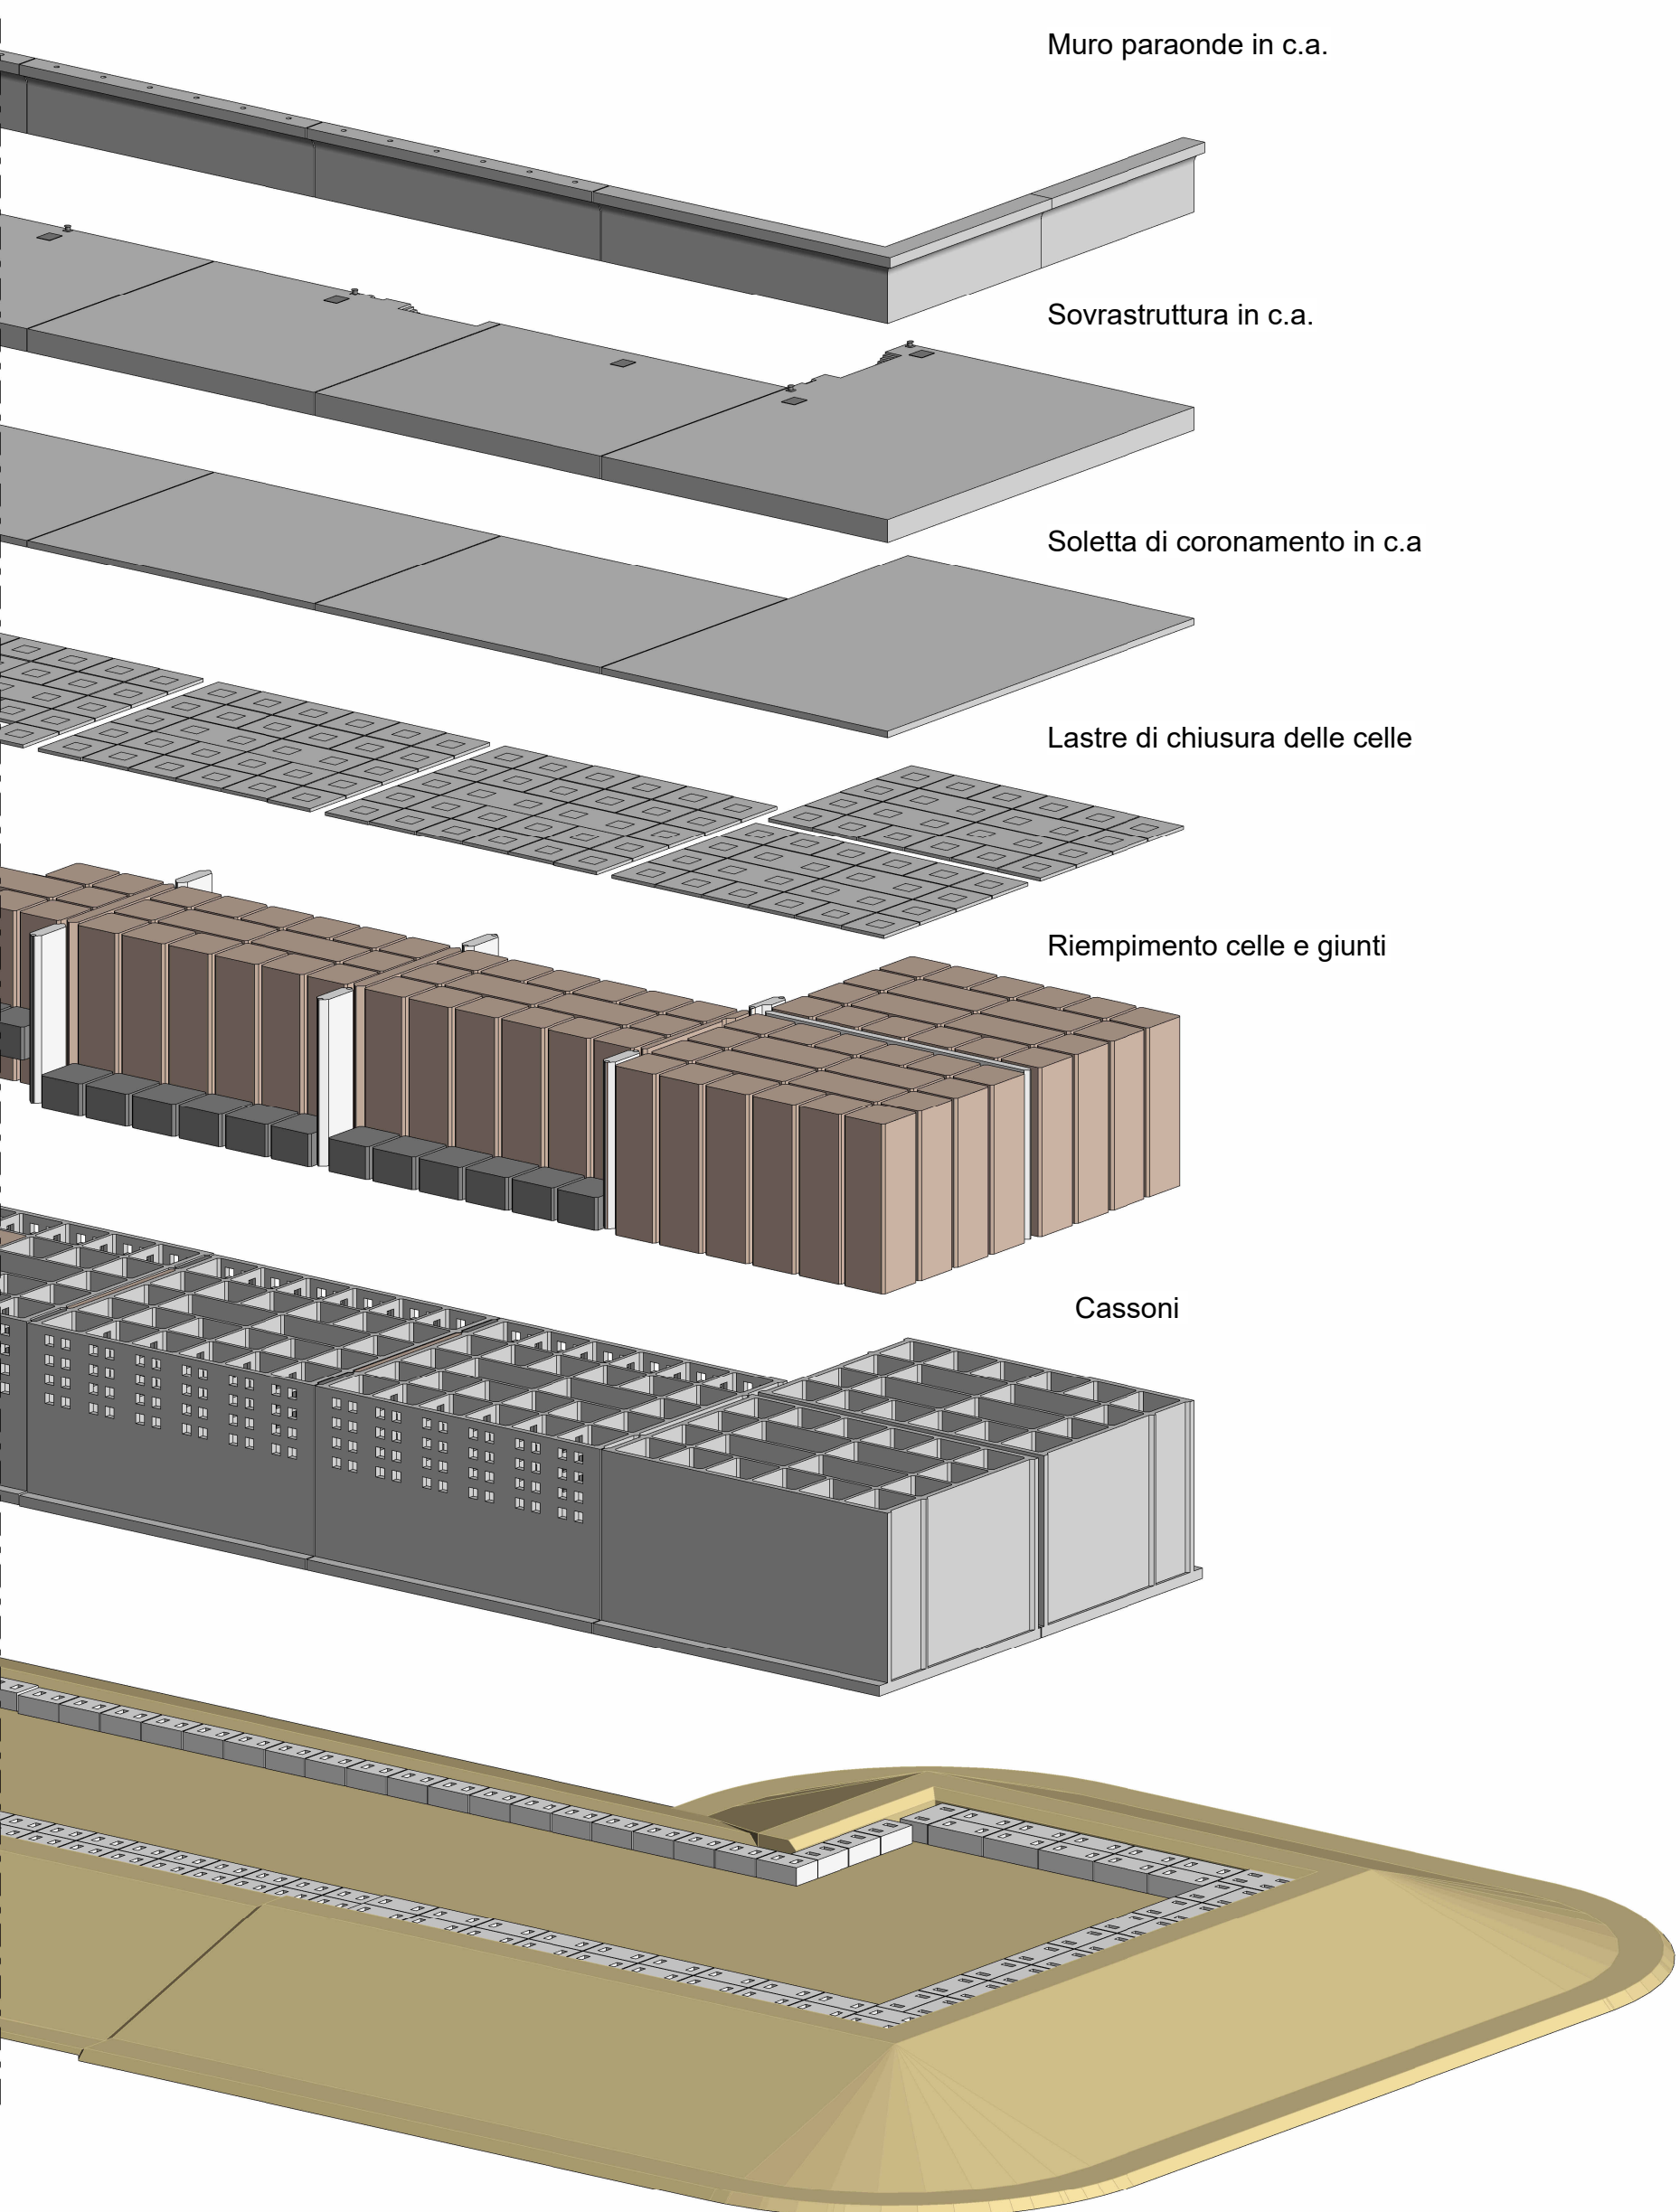 Muro paraonde in c.a.
Sovrastruttura in c.a.
Soletta di coronamento in c.a
Lastre di chiusura delle celle
Riempimento celle e giunti
Cassoni